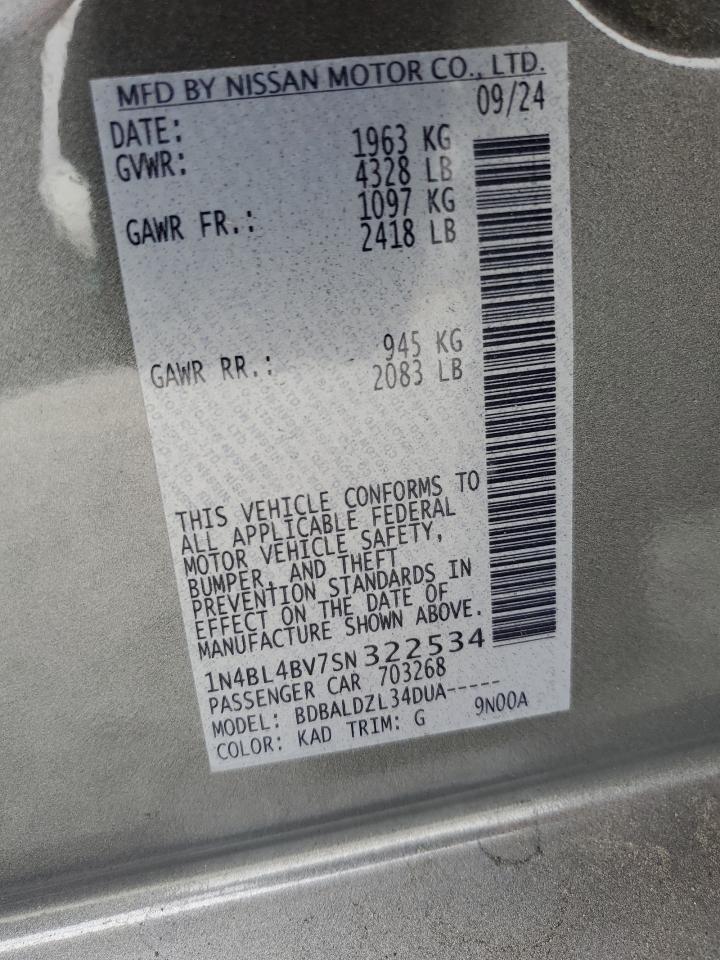 MFD BY NISSAN MOTOR CO., LTD.
DATE: 09/24
GVWR: 1963 KG
4328 LB
GAWR FR.: 1097 KG
2418 LB
GAWR RR.: 945 KG
2083 LB
THIS VEHICLE CONFORMS TO
ALL APPLICABLE FEDERAL
MOTOR VEHICLE SAFETY,
BUMPER, AND THEFT
PREVENTION STANDARDS IN
EFFECT ON THE DATE OF
MANUFACTURE SHOWN ABOVE.
1N4BL4BV7SN322534
PASSENGER CAR 703268
MODEL: BDBALDZL34DUA-----
COLOR: KAD TRIM: G 9N00A